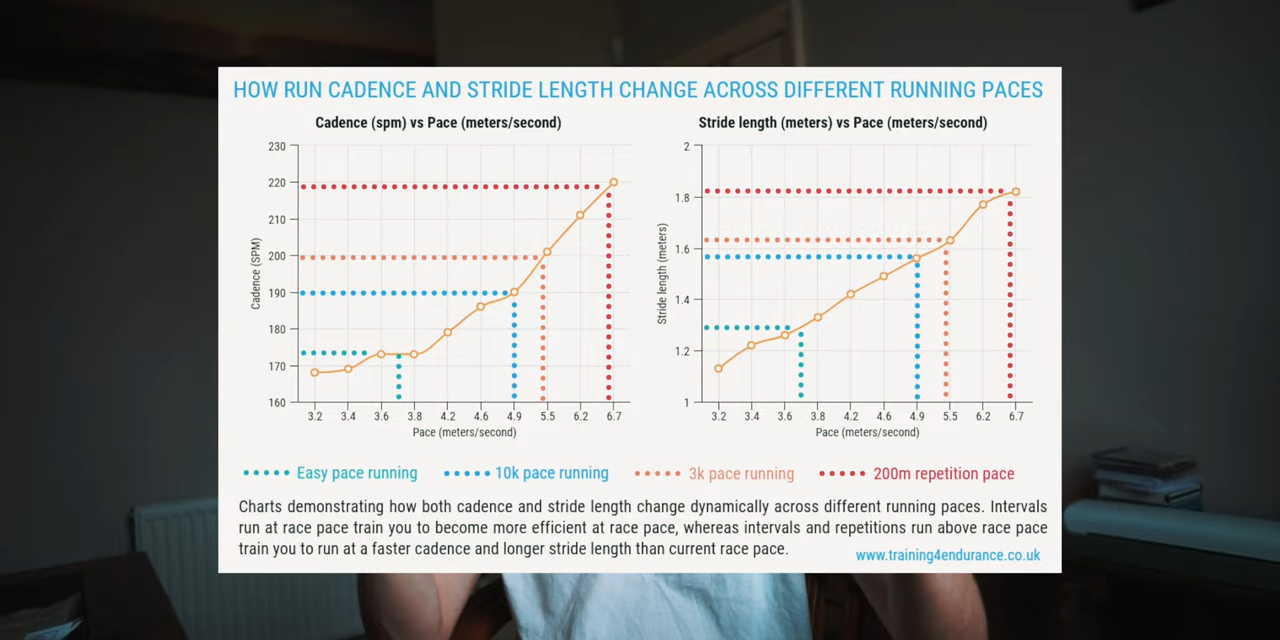 HOW RUN CADENCE AND STRIDE LENGTH CHANGE ACROSS DIFFERENT RUNNING PACES
Cadence (spm) vs Pace (meters/second)
230
220
210
200
190
180
170
160
Cadence (SPM)
3.2 3.4 3.6 3.8 4.2 4.6 4.9 5.5 6.2 6.7
Pace (meters/second)
Stride length (meters) vs Pace (meters/second)
2
1.8
1.6
1.4
1.2
1
Stride length (meters)
3.2 3.4 3.6 3.8 4.2 4.6 4.9 5.5 6.2 6.7
Pace (meters/second)
Easy pace running 10k pace running 3k pace running 200m repetition pace
Charts demonstrating how both cadence and stride length change dynamically across different running paces. Intervals
run at race pace train you to become more efficient at race pace, whereas intervals and repetitions run above race pace
train you to run at a faster cadence and longer stride length than current race pace.
www.training4endurance.co.uk